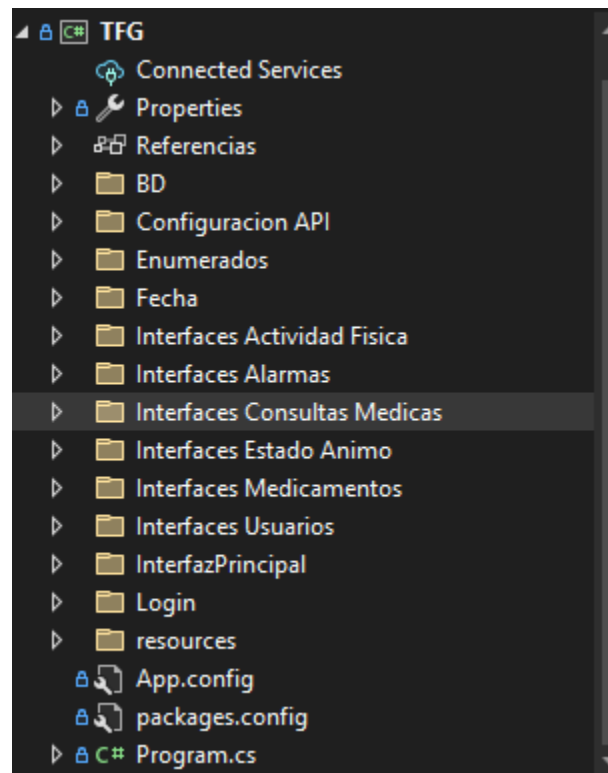 C# TFG
Connected Services
Properties
Referencias
BD
Configuracion API
Enumerados
Fecha
Interfaces Actividad Fisica
Interfaces Alarmas
Interfaces Consultas Medicas
Interfaces Estado Animo
Interfaces Medicamentos
Interfaces Usuarios
InterfazPrincipal
Login
resources
App.config
packages.config
C# Program.cs